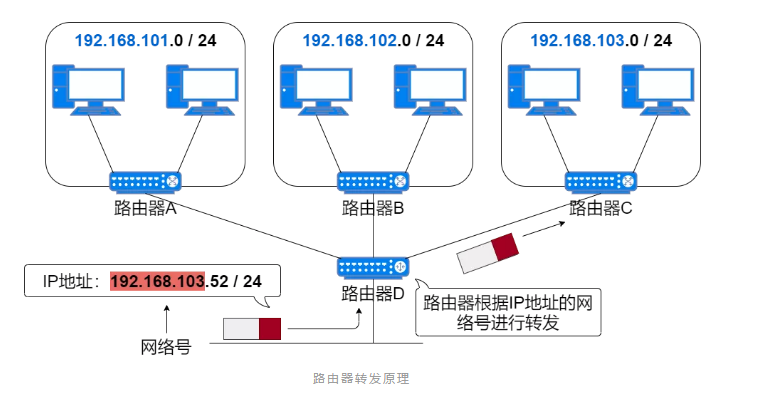 192.168.101.0 / 24
192.168.102.0 / 24
192.168.103.0 / 24
路由器A
路由器B
路由器C
IP地址：192.168.103.52 / 24
路由器D
路由器根据IP地址的网
络号进行转发
网络号
路由器转发原理